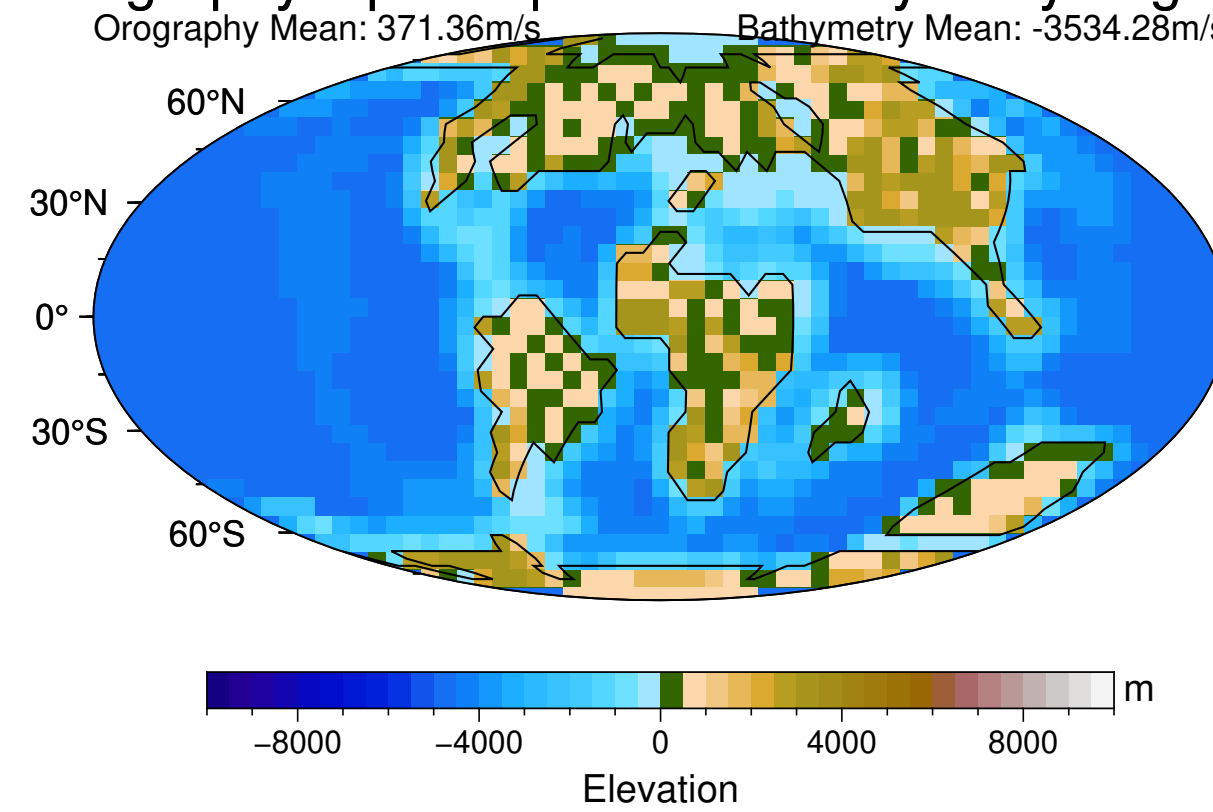 Orography Mean: 371.36m/s Bathymetry Mean: -3534.28m/s
60°N
30°N
0°
30°S
60°S
m
−8000 −4000 0 4000 8000
Elevation